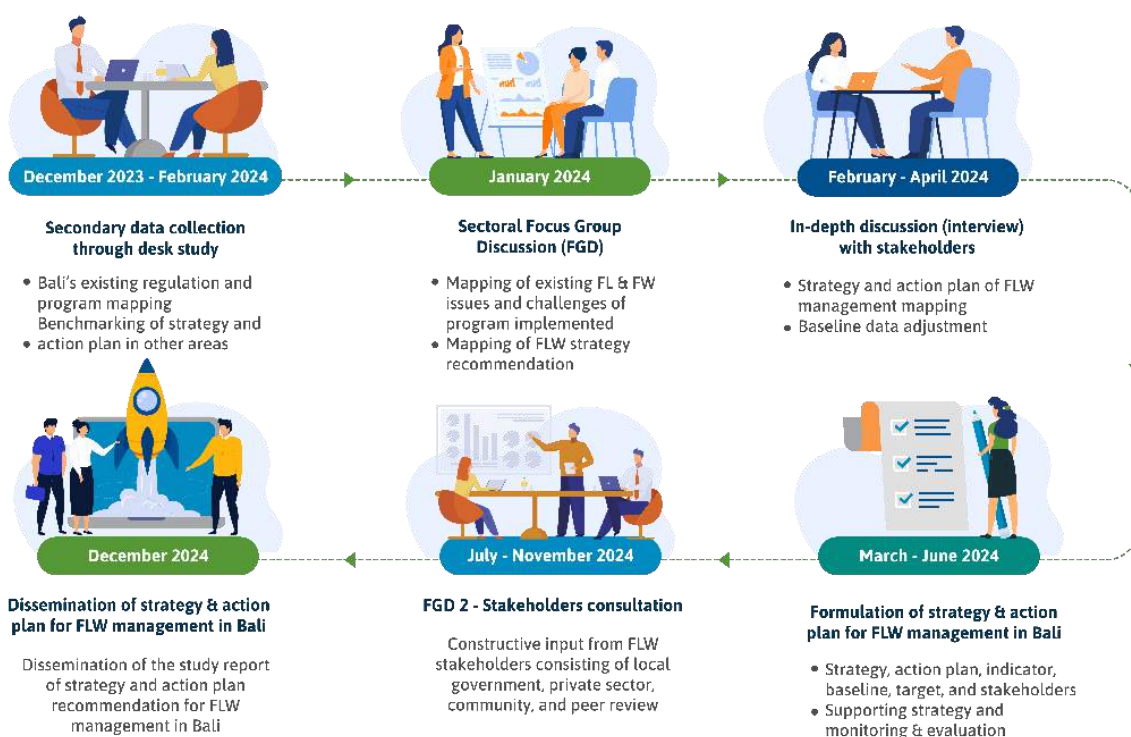 December 2023 - February 2024
Secondary data collection
through desk study
• Bali's existing regulation and
program mapping
Benchmarking of strategy and
• action plan in other areas
January 2024
Sectoral Focus Group
Discussion (FGD)
• Mapping of existing FL & FW
issues and challenges of
program implemented
• Mapping of FLW strategy
recommendation
February - April 2024
In-depth discussion (interview)
with stakeholders
• Strategy and action plan of FLW
management mapping
• Baseline data adjustment
March - June 2024
Formulation of strategy & action
plan for FLW management in Bali
• Strategy, action plan, indicator,
baseline, target, and stakeholders
• Supporting strategy and
monitoring & evaluation
July - November 2024
FGD 2 - Stakeholders consultation
Constructive input from FLW
stakeholders consisting of local
government, private sector,
community, and peer review
December 2024
Dissemination of strategy & action
plan for FLW management in Bali
Dissemination of the study report
of strategy and action plan
recommendation for FLW
management in Bali